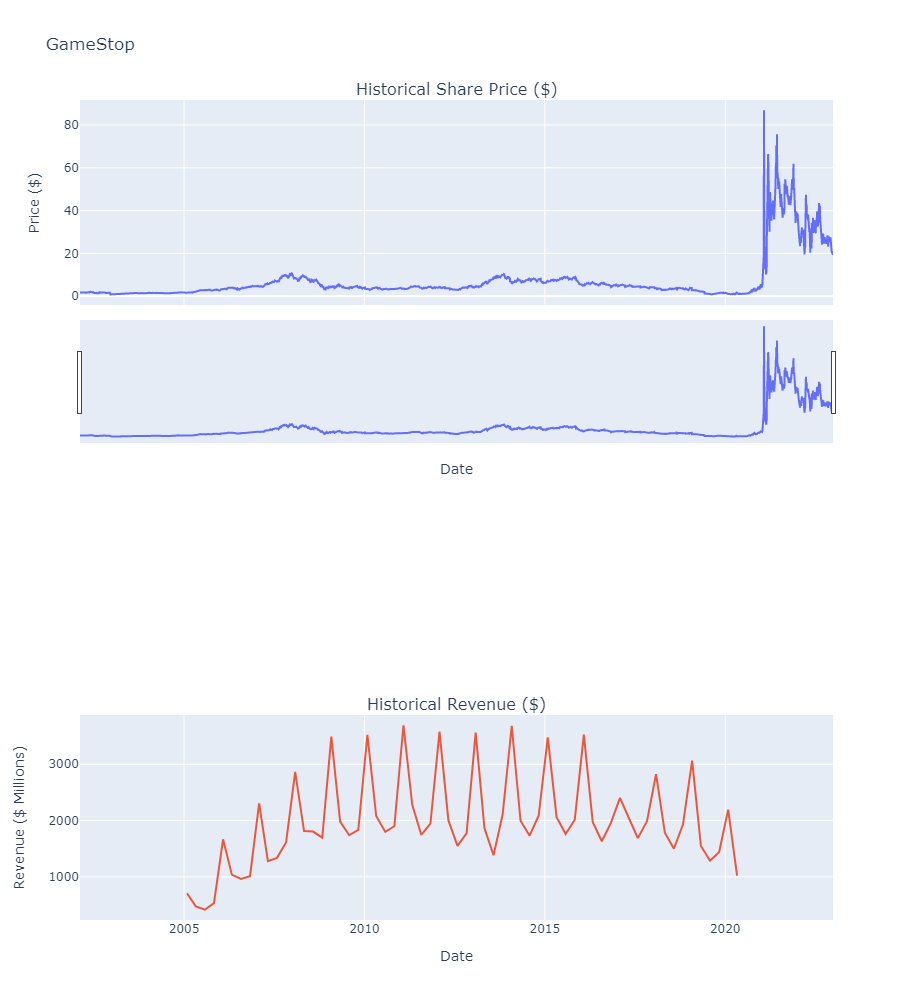 GameStop
Historical Share Price ($)
80
60
40
20
0
Price ($)
Date
Historical Revenue ($)
3000
2000
1000
Revenue ($ Millions)
2005 2010 2015 2020
Date